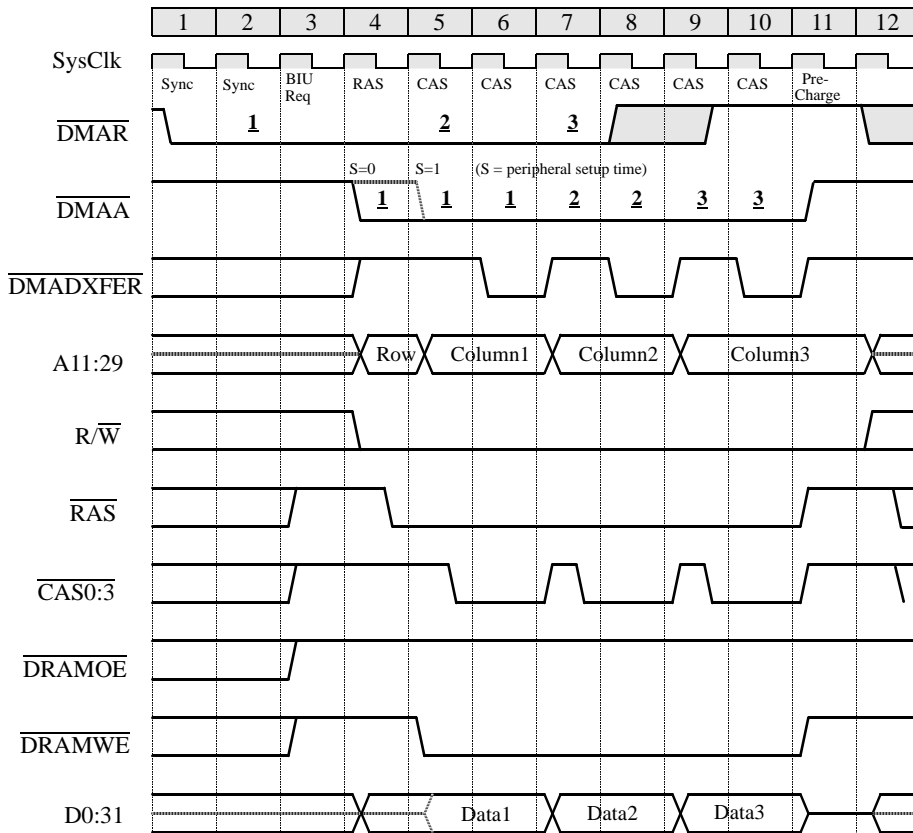 1 2 3 4 5 6 7 8 9 10 11 12
SysClk
Sync Sync BIU Req RAS CAS CAS CAS CAS CAS CAS Pre-Charge
DMAR 1 2 3
S=0 S=1 (S = peripheral setup time)
DMAA 1 1 1 2 2 3 3
DMADXFER
A11:29 Row Column1 Column2 Column3
R/W
RAS
CAS0:3
DRAMOE
DRAMWE
D0:31 Data1 Data2 Data3